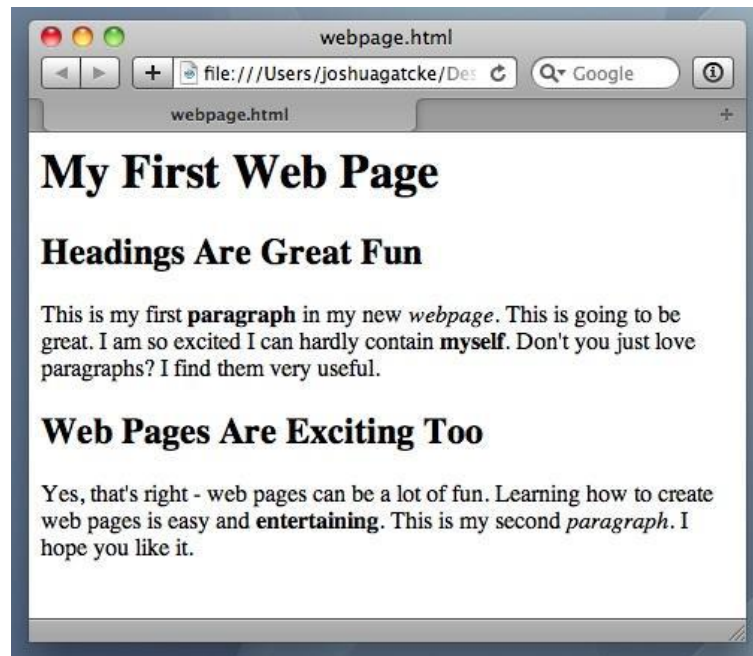 webpage.html
file:///Users/joshuagatcke/Des
Google
webpage.html
My First Web Page
Headings Are Great Fun
This is my first paragraph in my new webpage. This is going to be
great. I am so excited I can hardly contain myself. Don't you just love
paragraphs? I find them very useful.
Web Pages Are Exciting Too
Yes, that's right - web pages can be a lot of fun. Learning how to create
web pages is easy and entertaining. This is my second paragraph. I
hope you like it.